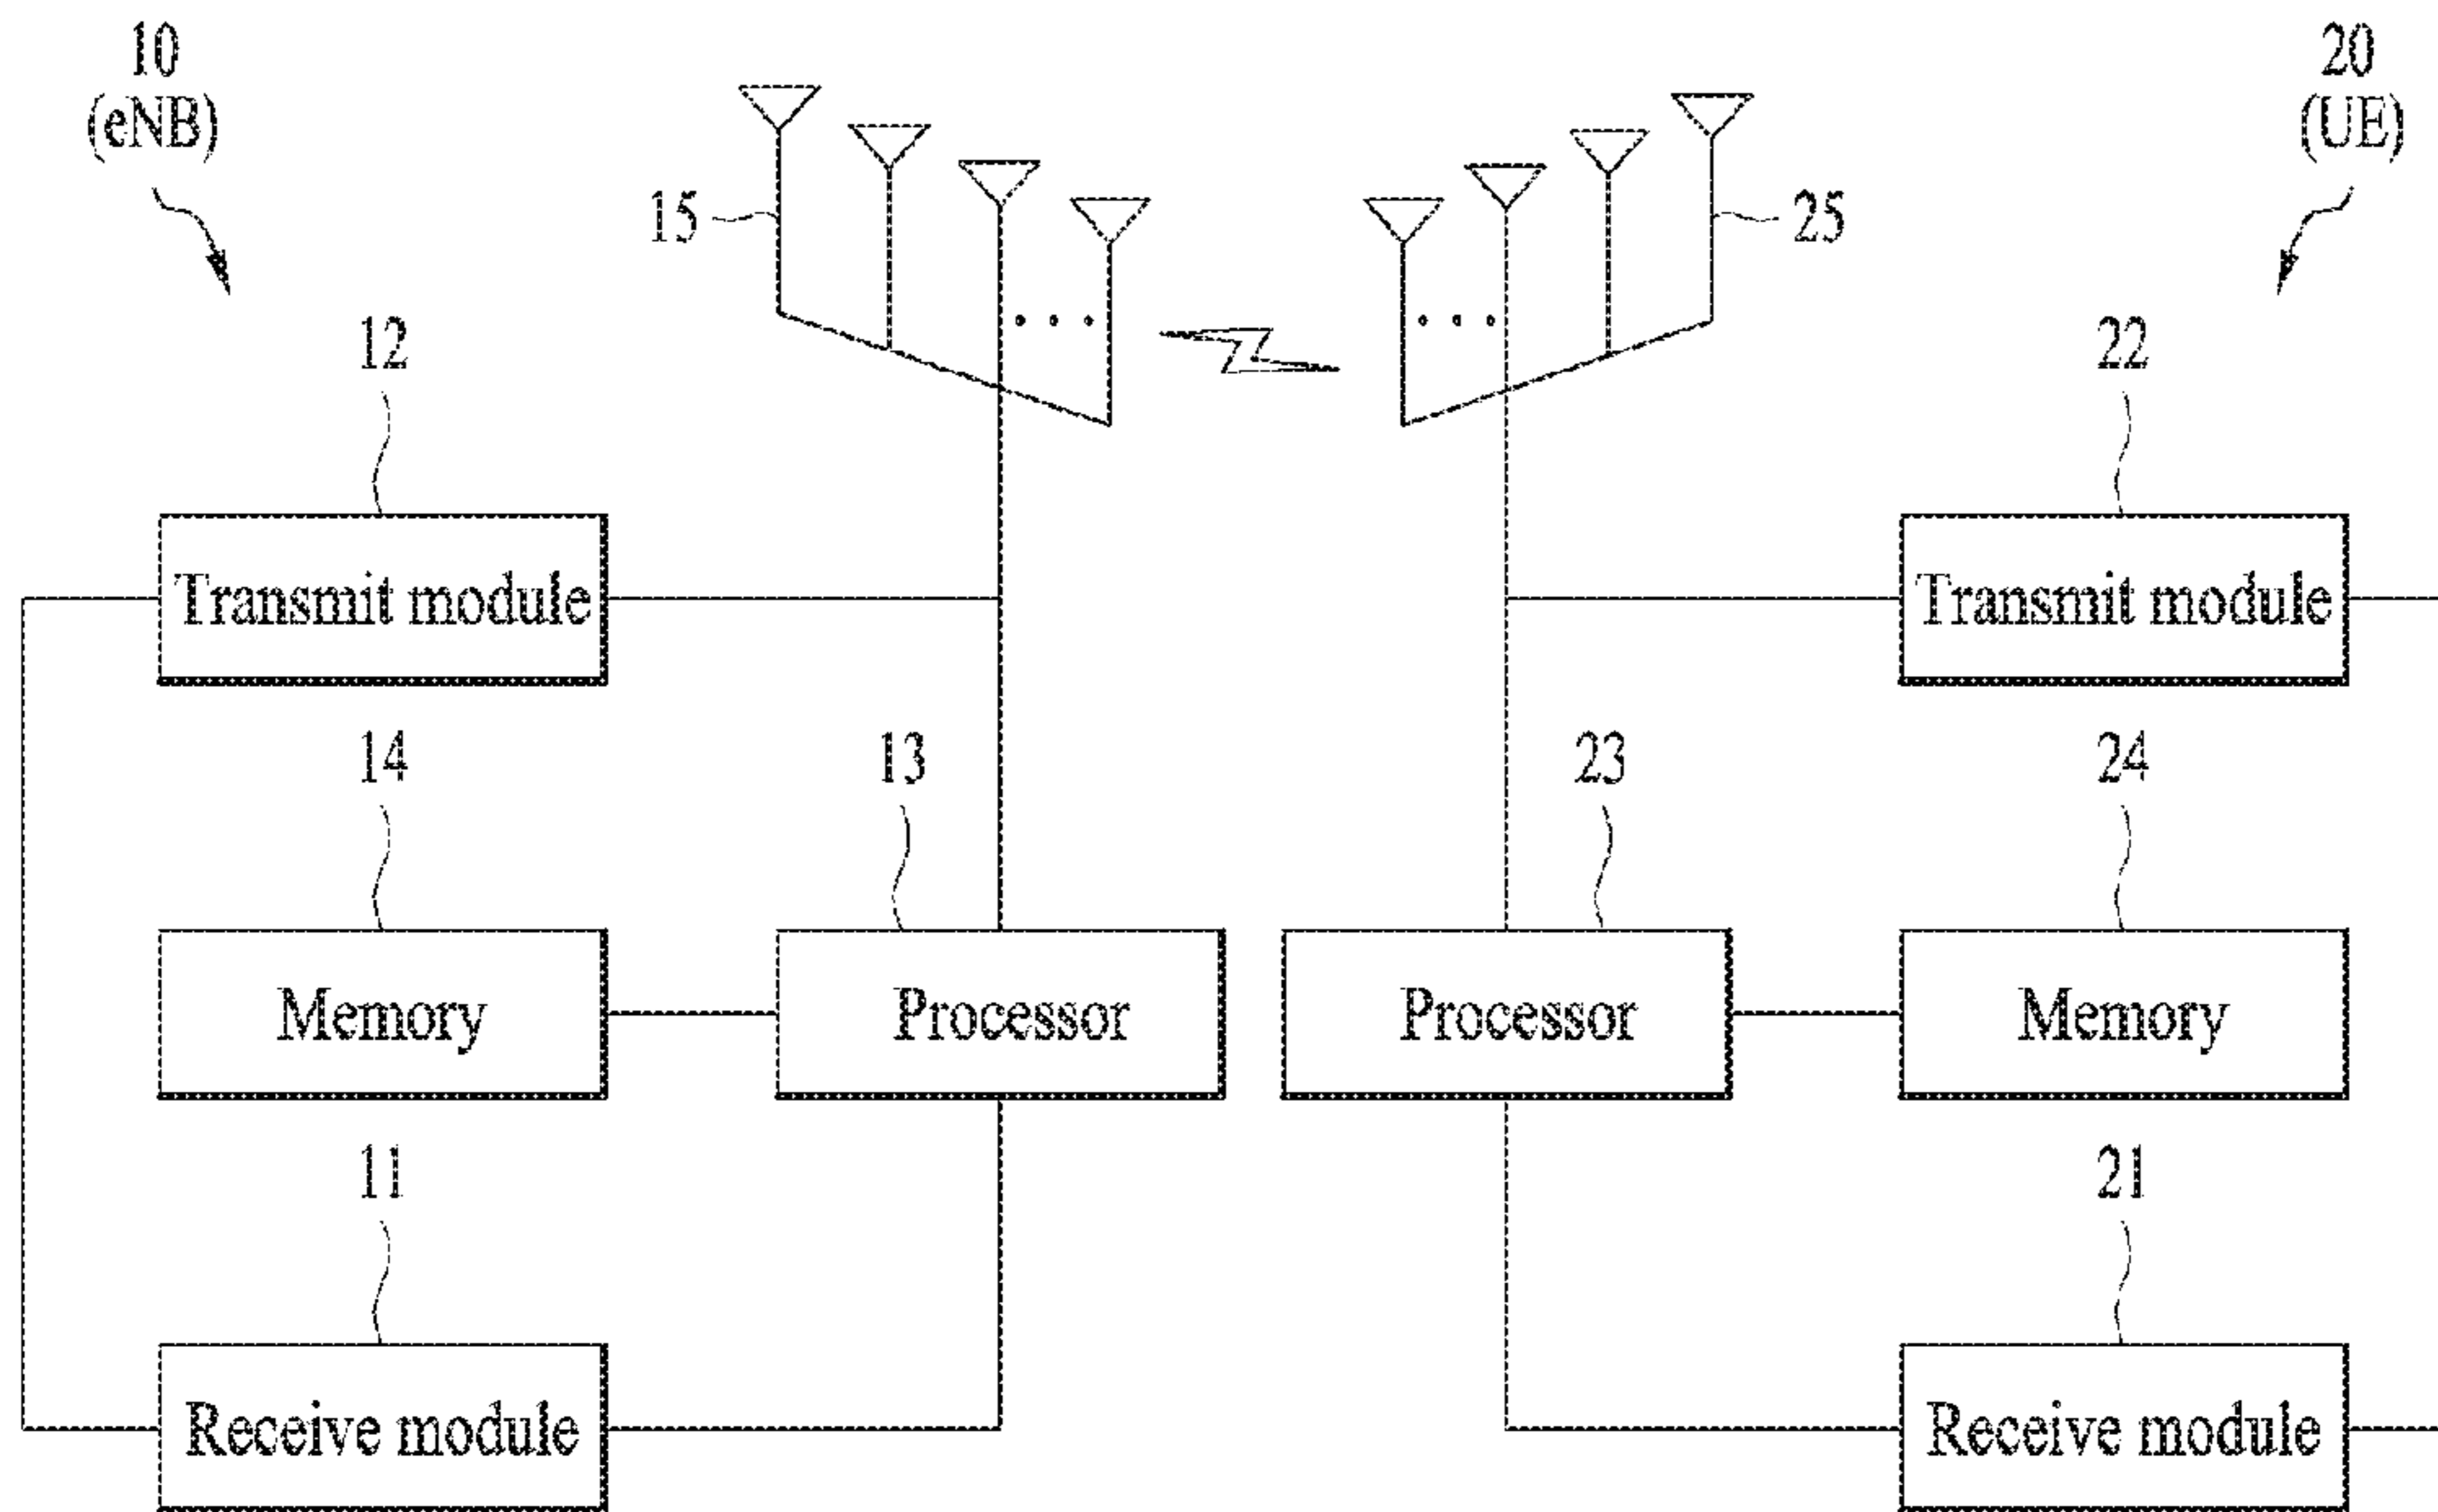 10
(eNB)
20
(UE)
15
25
12
22
Transmit module
Transmit module
14
13
23
24
Memory
Processor
Processor
Memory
11
21
Receive module
Receive module